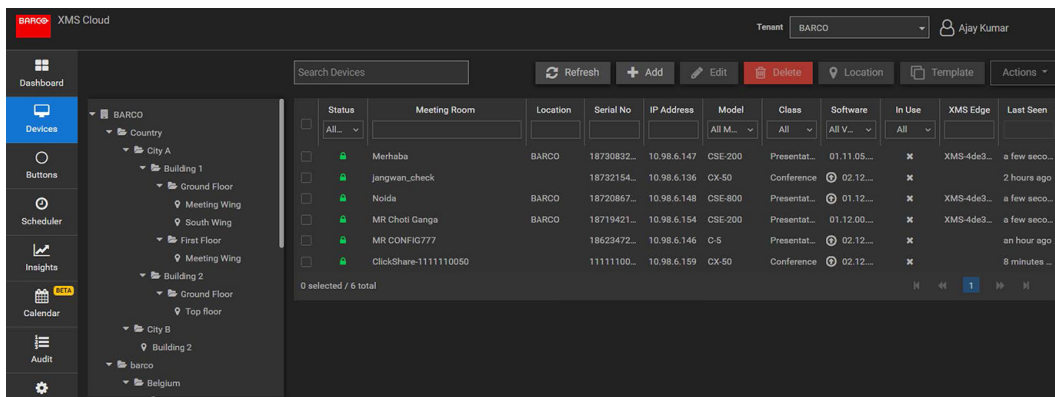 BARCO XMS Cloud
Tenant BARCO Ajay Kumar
Dashboard
Devices
Buttons
Scheduler
Insights
BETA
Calendar
Audit
BARCO
Country
City A
Building 1
Ground Floor
Meeting Wing
South Wing
First Floor
Meeting Wing
Building 2
Ground Floor
Top floor
City B
Building 2
barco
Belgium
Search Devices Refresh Add Edit Delete Location Template Actions
Status Meeting Room Location Serial No IP Address Model Class Software In Use XMS Edge Last Seen
All... All M... All All V... All
Merhaba BARCO 18730832... 10.98.6.147 CSE-200 Presentat... 01.11.05.... XMS-4de3... a few seco...
jangwan_check 18732154... 10.98.6.136 CX-50 Conference 02.12.... 2 hours ago
Noida BARCO 18720867... 10.98.6.148 CSE-800 Presentat... 01.12.... XMS-4de3... a few seco...
MR Choti Ganga BARCO 18719421... 10.98.6.154 CSE-200 Presentat... 01.12.00.... XMS-4de3... a few seco...
MR CONFIG777 18623472... 10.98.6.146 C-5 Presentat... 02.12.... an hour ago
ClickShare-1111110050 11111100... 10.98.6.159 CX-50 Conference 02.12.... 8 minutes ...
0 selected / 6 total 1